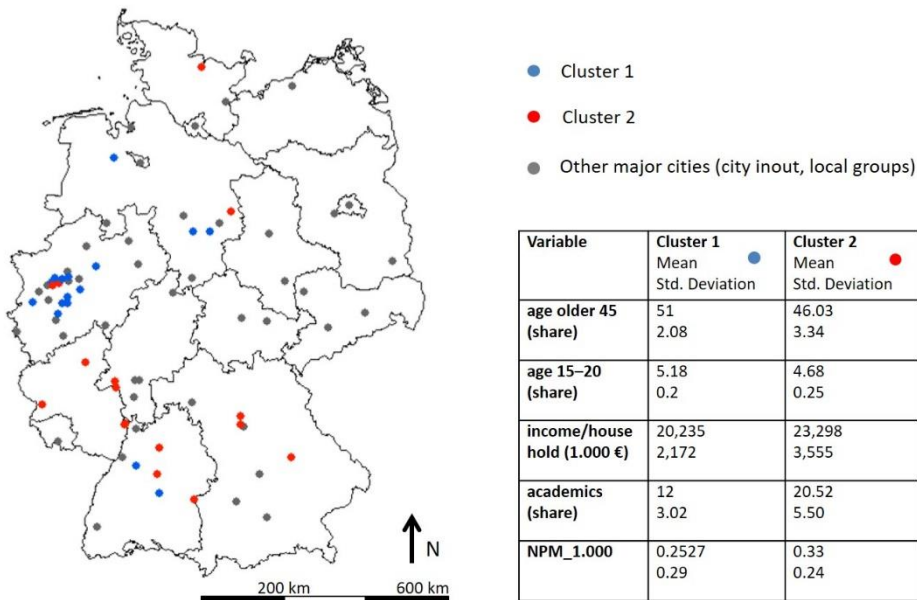 Cluster 1
Cluster 2
Other major cities (city inout, local groups)
N
200 km
600 km
Variable
Cluster 1
Mean
Std. Deviation
Cluster 2
Mean
Std. Deviation
age older 45
(share)
51
2.08
46.03
3.34
age 15–20
(share)
5.18
0.2
4.68
0.25
income/house
hold (1.000 €)
20,235
2,172
23,298
3,555
academics
(share)
12
3.02
20.52
5.50
NPM_1.000
0.2527
0.29
0.33
0.24